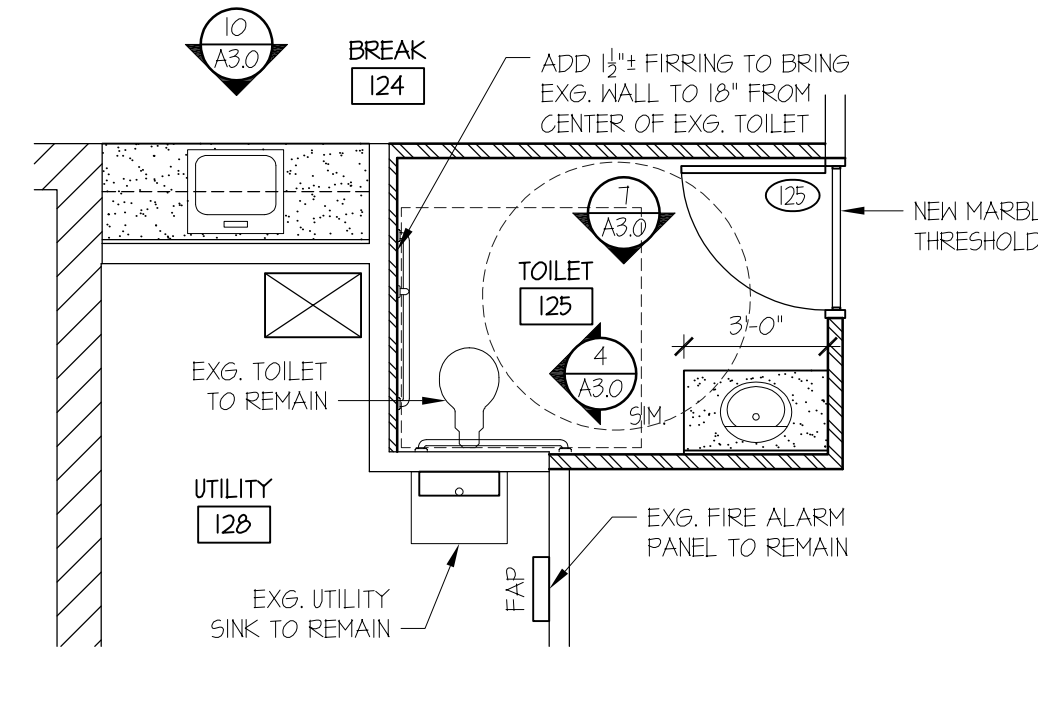 10
A3.0
BREAK
124
ADD 1½"± FIRRING TO BRING
EXG. WALL TO 18" FROM
CENTER OF EXG. TOILET
7
A3.0
125
NEW MARBL
THRESHOLD
TOILET
125
3'-0"
4
A3.0
SIM.
EXG. TOILET
TO REMAIN
UTILITY
128
EXG. FIRE ALARM
PANEL TO REMAIN
FAP
EXG. UTILITY
SINK TO REMAIN